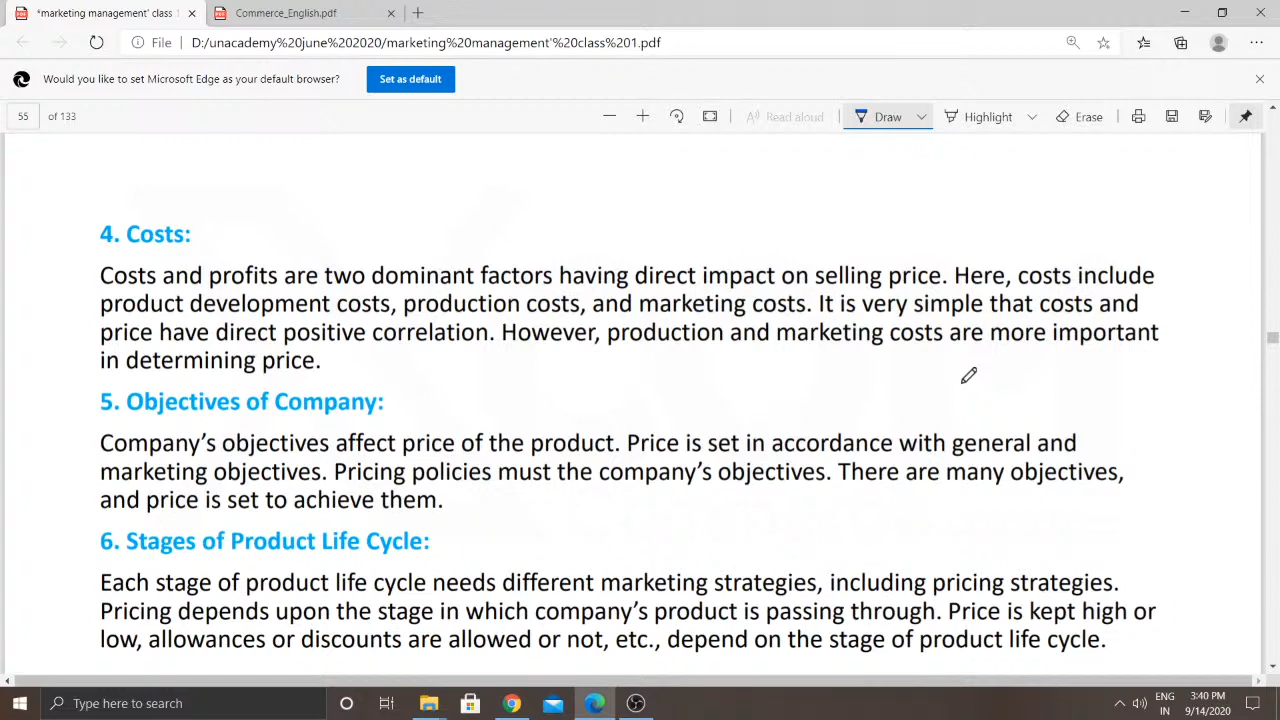 *marketing management' class
Commerce_English.pdf
File D:/unacademy%20june%202020/marketing%20management'%20class%201.pdf
Would you like to set Microsoft Edge as your default browser? Set as default
55 of 133 Read aloud Draw Highlight Erase
4. Costs:
Costs and profits are two dominant factors having direct impact on selling price. Here, costs include
product development costs, production costs, and marketing costs. It is very simple that costs and
price have direct positive correlation. However, production and marketing costs are more important
in determining price.
5. Objectives of Company:
Company’s objectives affect price of the product. Price is set in accordance with general and
marketing objectives. Pricing policies must the company’s objectives. There are many objectives,
and price is set to achieve them.
6. Stages of Product Life Cycle:
Each stage of product life cycle needs different marketing strategies, including pricing strategies.
Pricing depends upon the stage in which company’s product is passing through. Price is kept high or
low, allowances or discounts are allowed or not, etc., depend on the stage of product life cycle.
Type here to search
ENG
IN
3:40 PM
9/14/2020